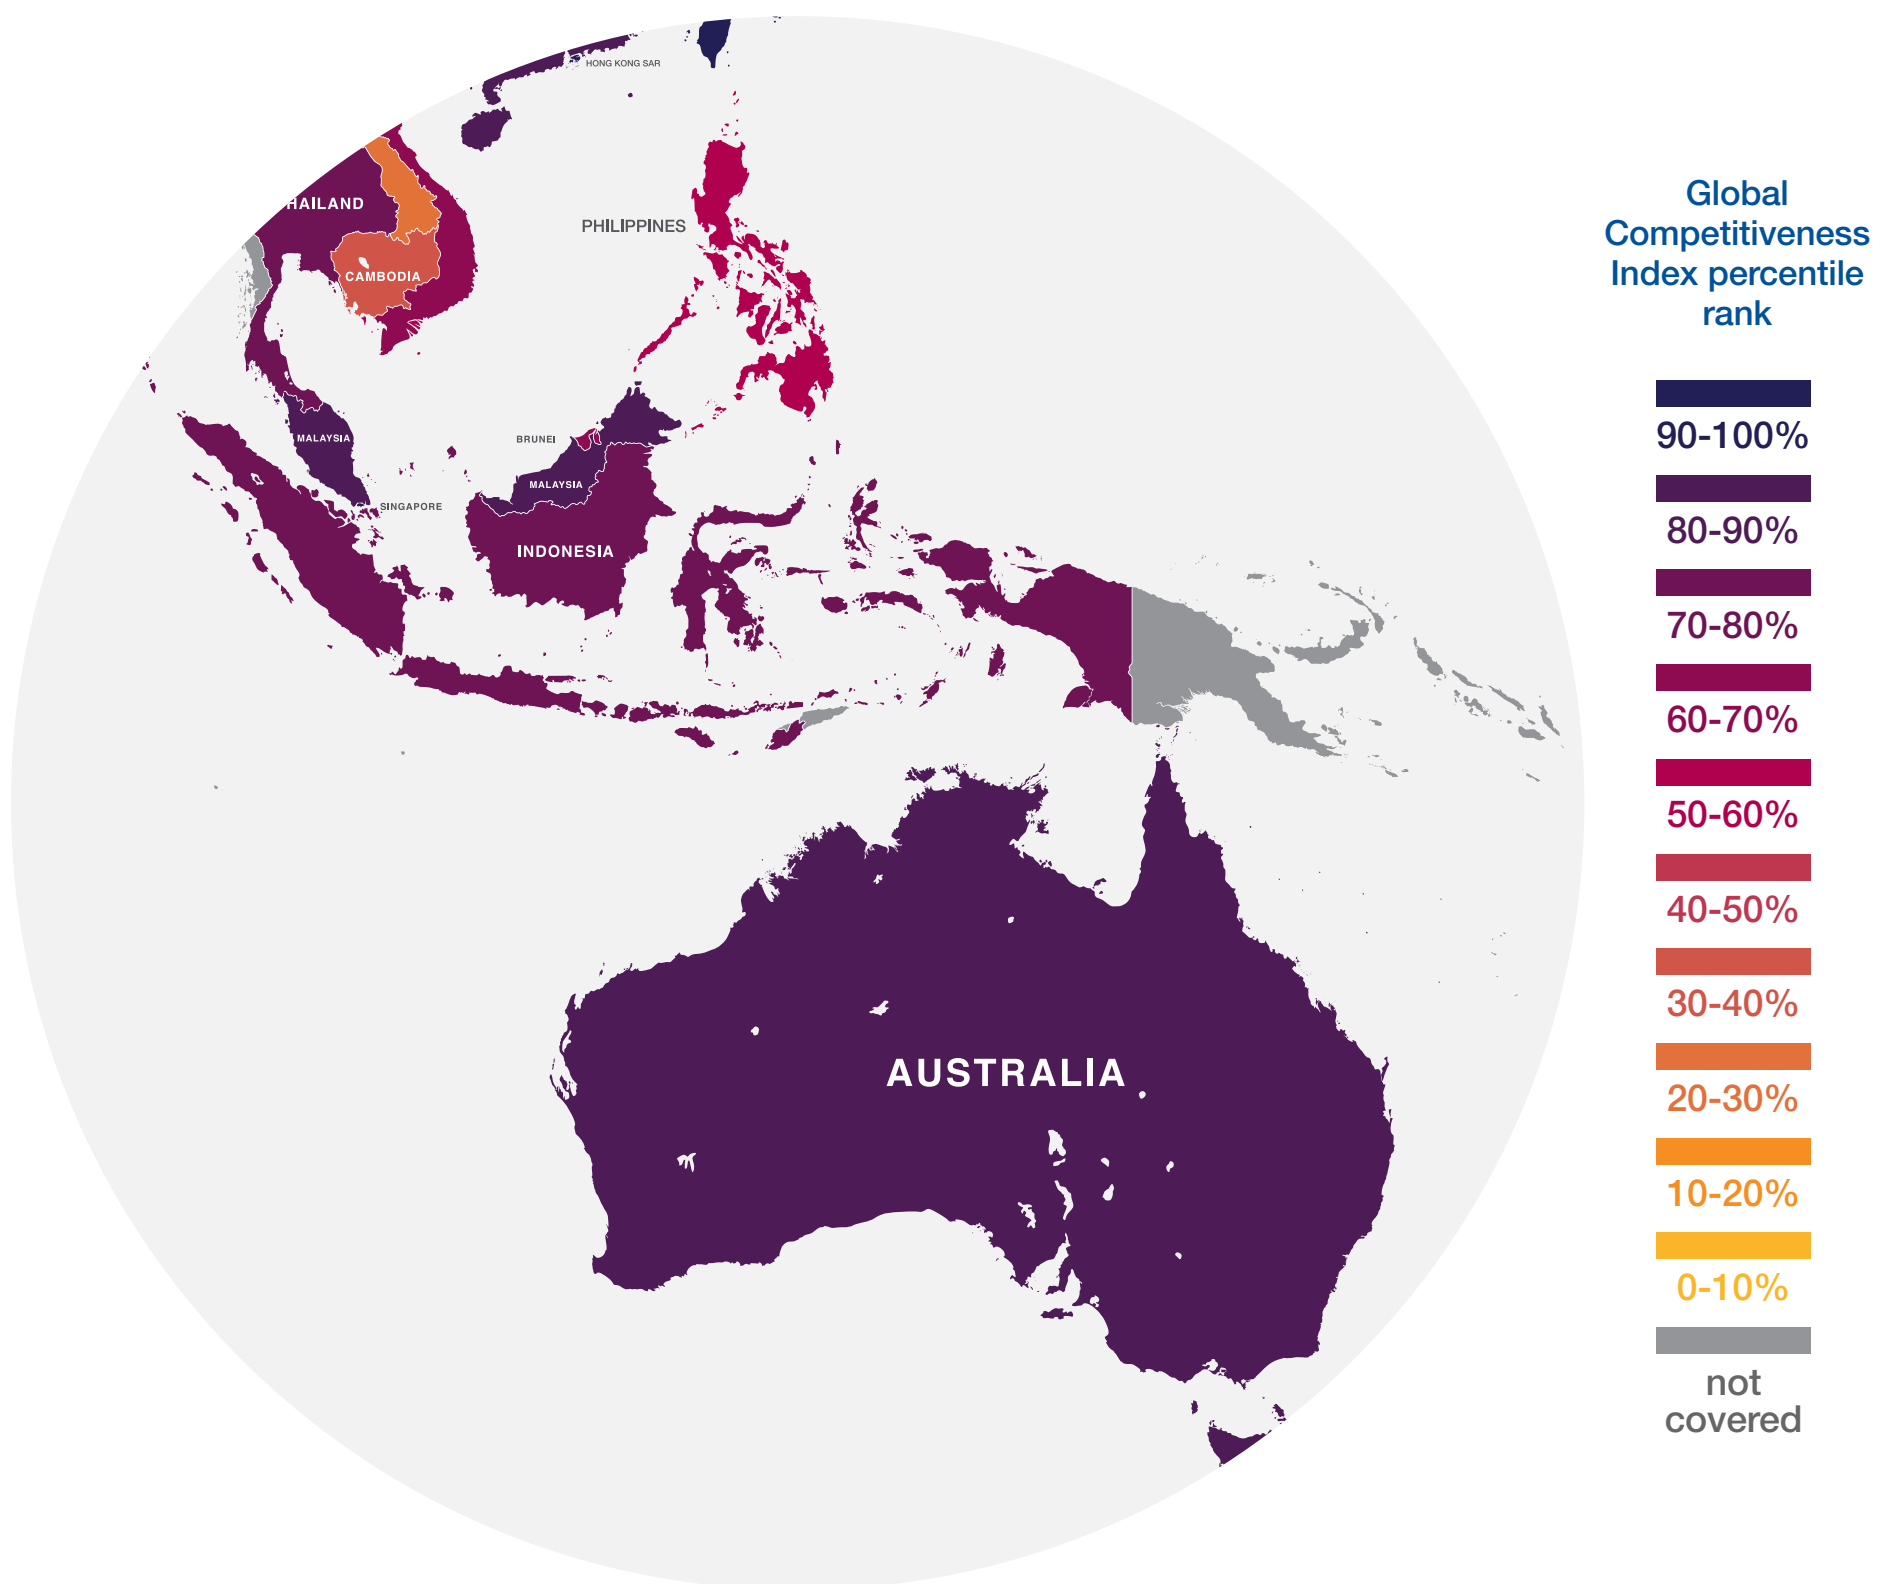 HONG KONG SAR
HAILAND
PHILIPPINES
CAMBODIA
MALAYSIA
BRUNEI
MALAYSIA
SINGAPORE
INDONESIA
AUSTRALIA
Global
Competitiveness
Index percentile
rank
90-100%
80-90%
70-80%
60-70%
50-60%
40-50%
30-40%
20-30%
10-20%
0-10%
not
covered